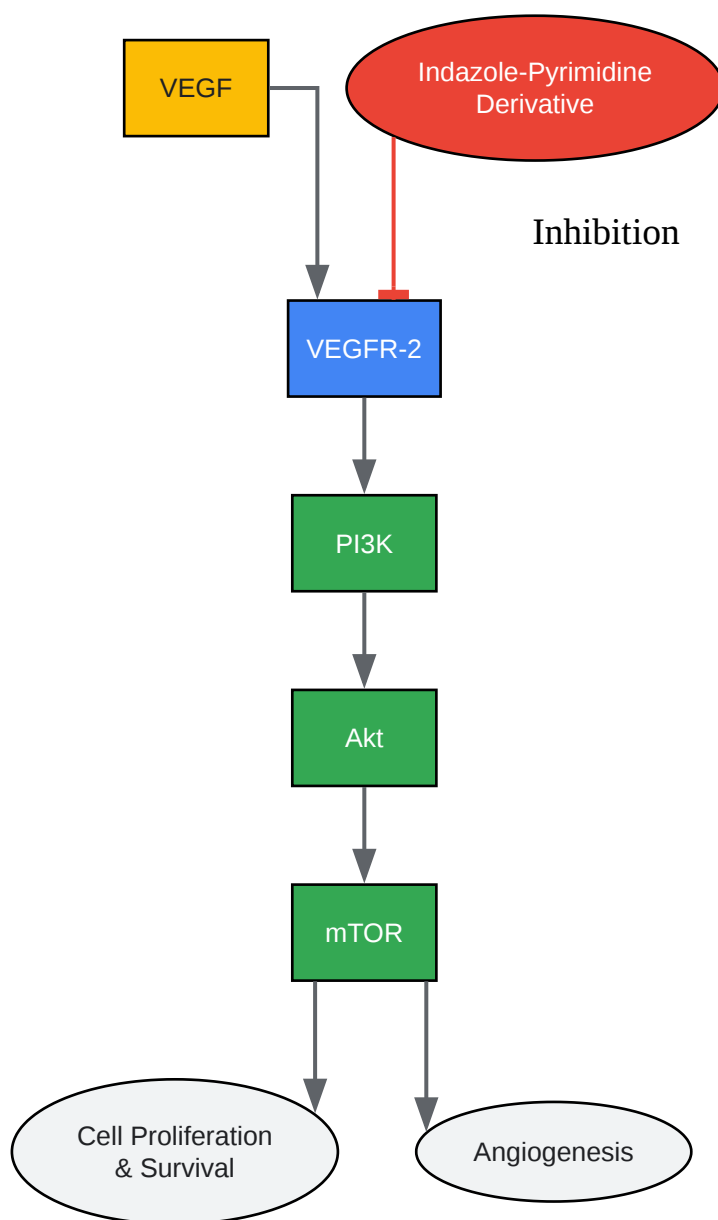 VEGF
Indazole-Pyrimidine
Derivative
Inhibition
VEGFR-2
PI3K
Akt
mTOR
Cell Proliferation
& Survival
Angiogenesis